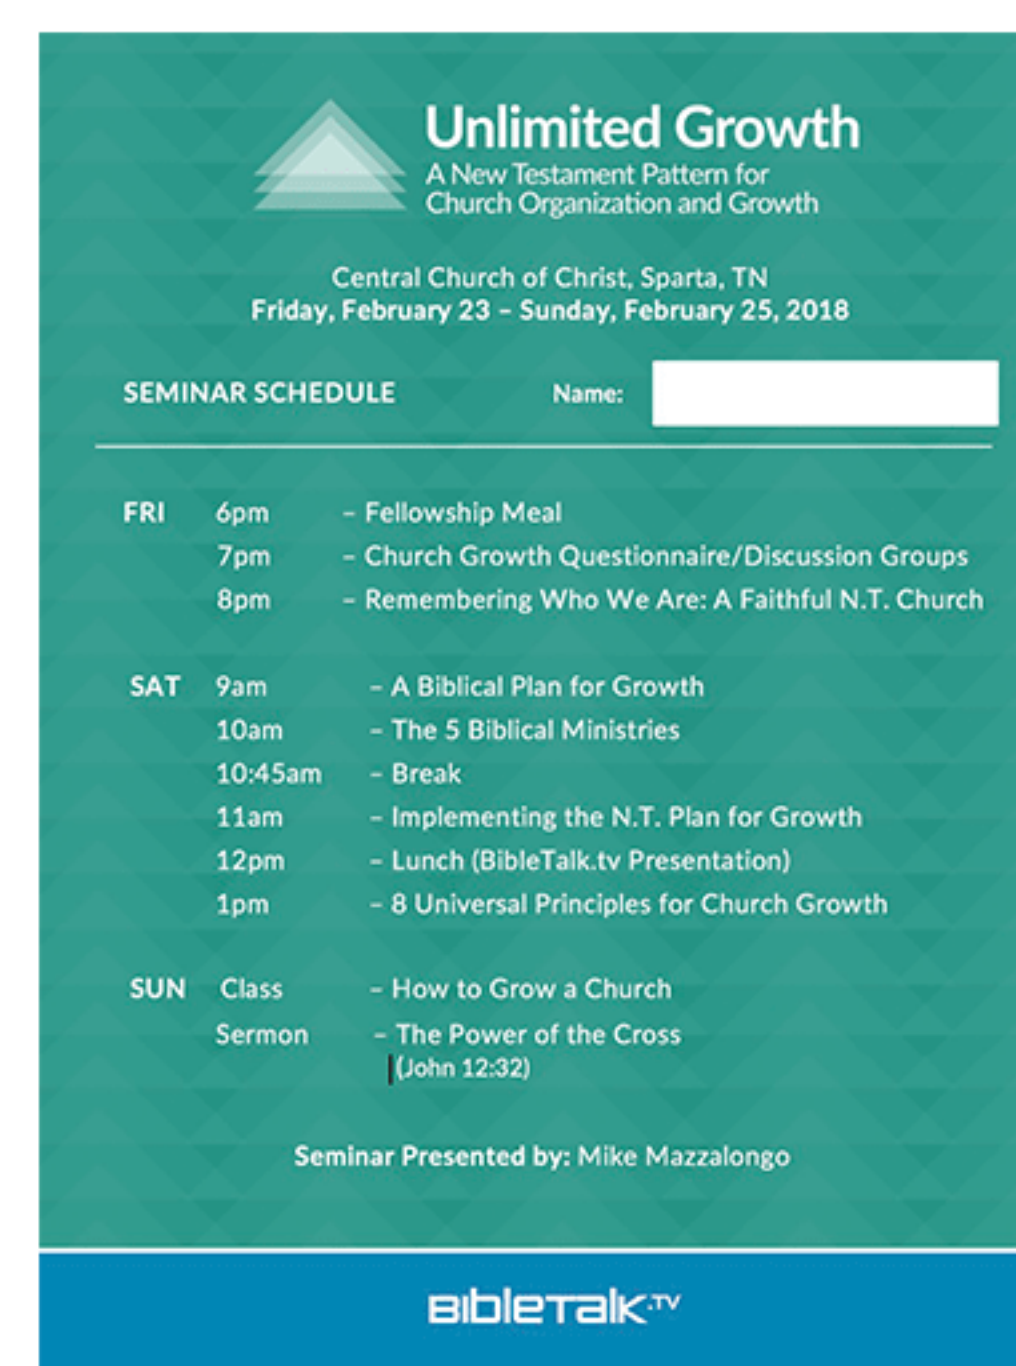 Unlimited Growth
A New Testament Pattern for
Church Organization and Growth
Central Church of Christ, Sparta, TN
Friday, February 23 – Sunday, February 25, 2018
SEMINAR SCHEDULE Name:
FRI 6pm – Fellowship Meal
7pm – Church Growth Questionnaire/Discussion Groups
8pm – Remembering Who We Are: A Faithful N.T. Church
SAT 9am – A Biblical Plan for Growth
10am – The 5 Biblical Ministries
10:45am – Break
11am – Implementing the N.T. Plan for Growth
12pm – Lunch (BibleTalk.tv Presentation)
1pm – 8 Universal Principles for Church Growth
SUN Class – How to Grow a Church
Sermon – The Power of the Cross
(John 12:32)
Seminar Presented by: Mike Mazzalongo
BIbleTalk.TV